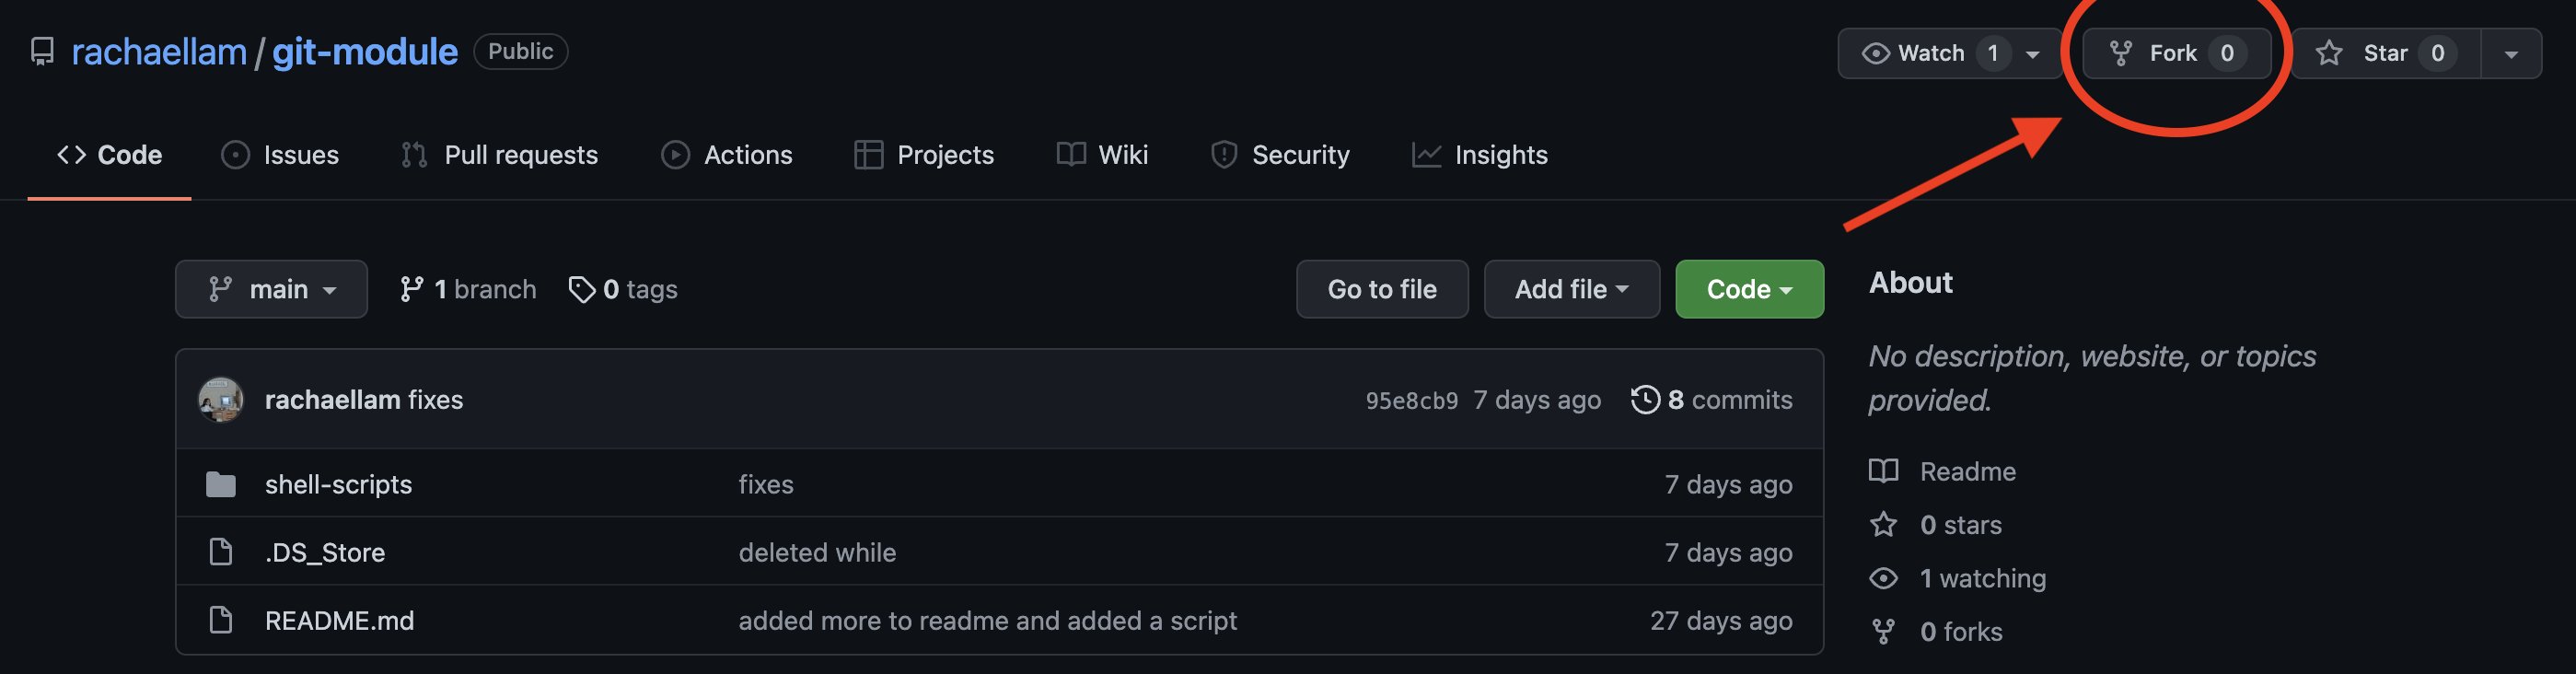 rachaellam / git-module Public Watch 1 Fork 0 Star 0
Code Issues Pull requests Actions Projects Wiki Security Insights
main 1 branch 0 tags Go to file Add file Code
rachaellam fixes 95e8cb9 7 days ago 8 commits
shell-scripts fixes 7 days ago
.DS_Store deleted while 7 days ago
README.md added more to readme and added a script 27 days ago
About
No description, website, or topics
provided.
Readme
0 stars
1 watching
0 forks